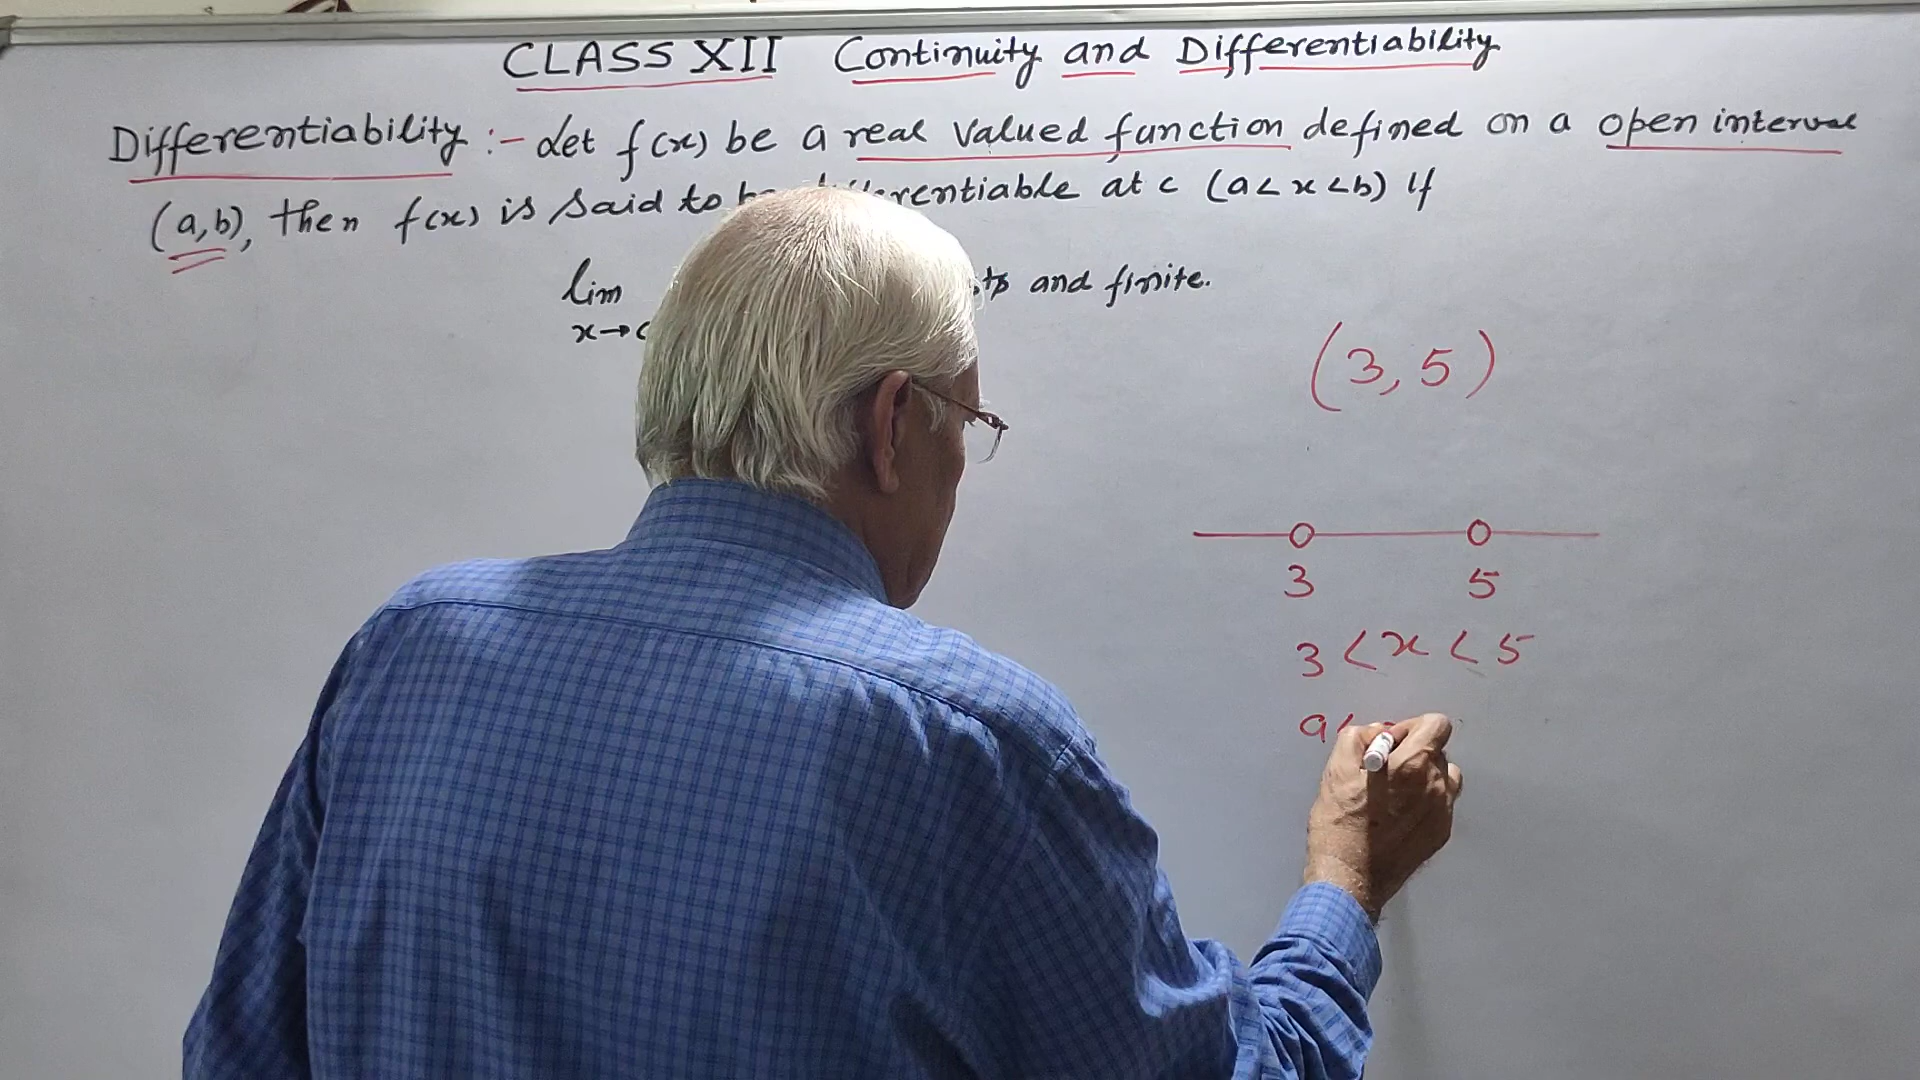 CLASS XII Continuity and Differentiability
Differentiability :- Let f(x) be a real valued function defined on a open interval
(a,b), then f(x) is said to differentiable at c (a<x<b) if
lim and finite.
x→c
(3,5)
3 5
3<x<5
a<